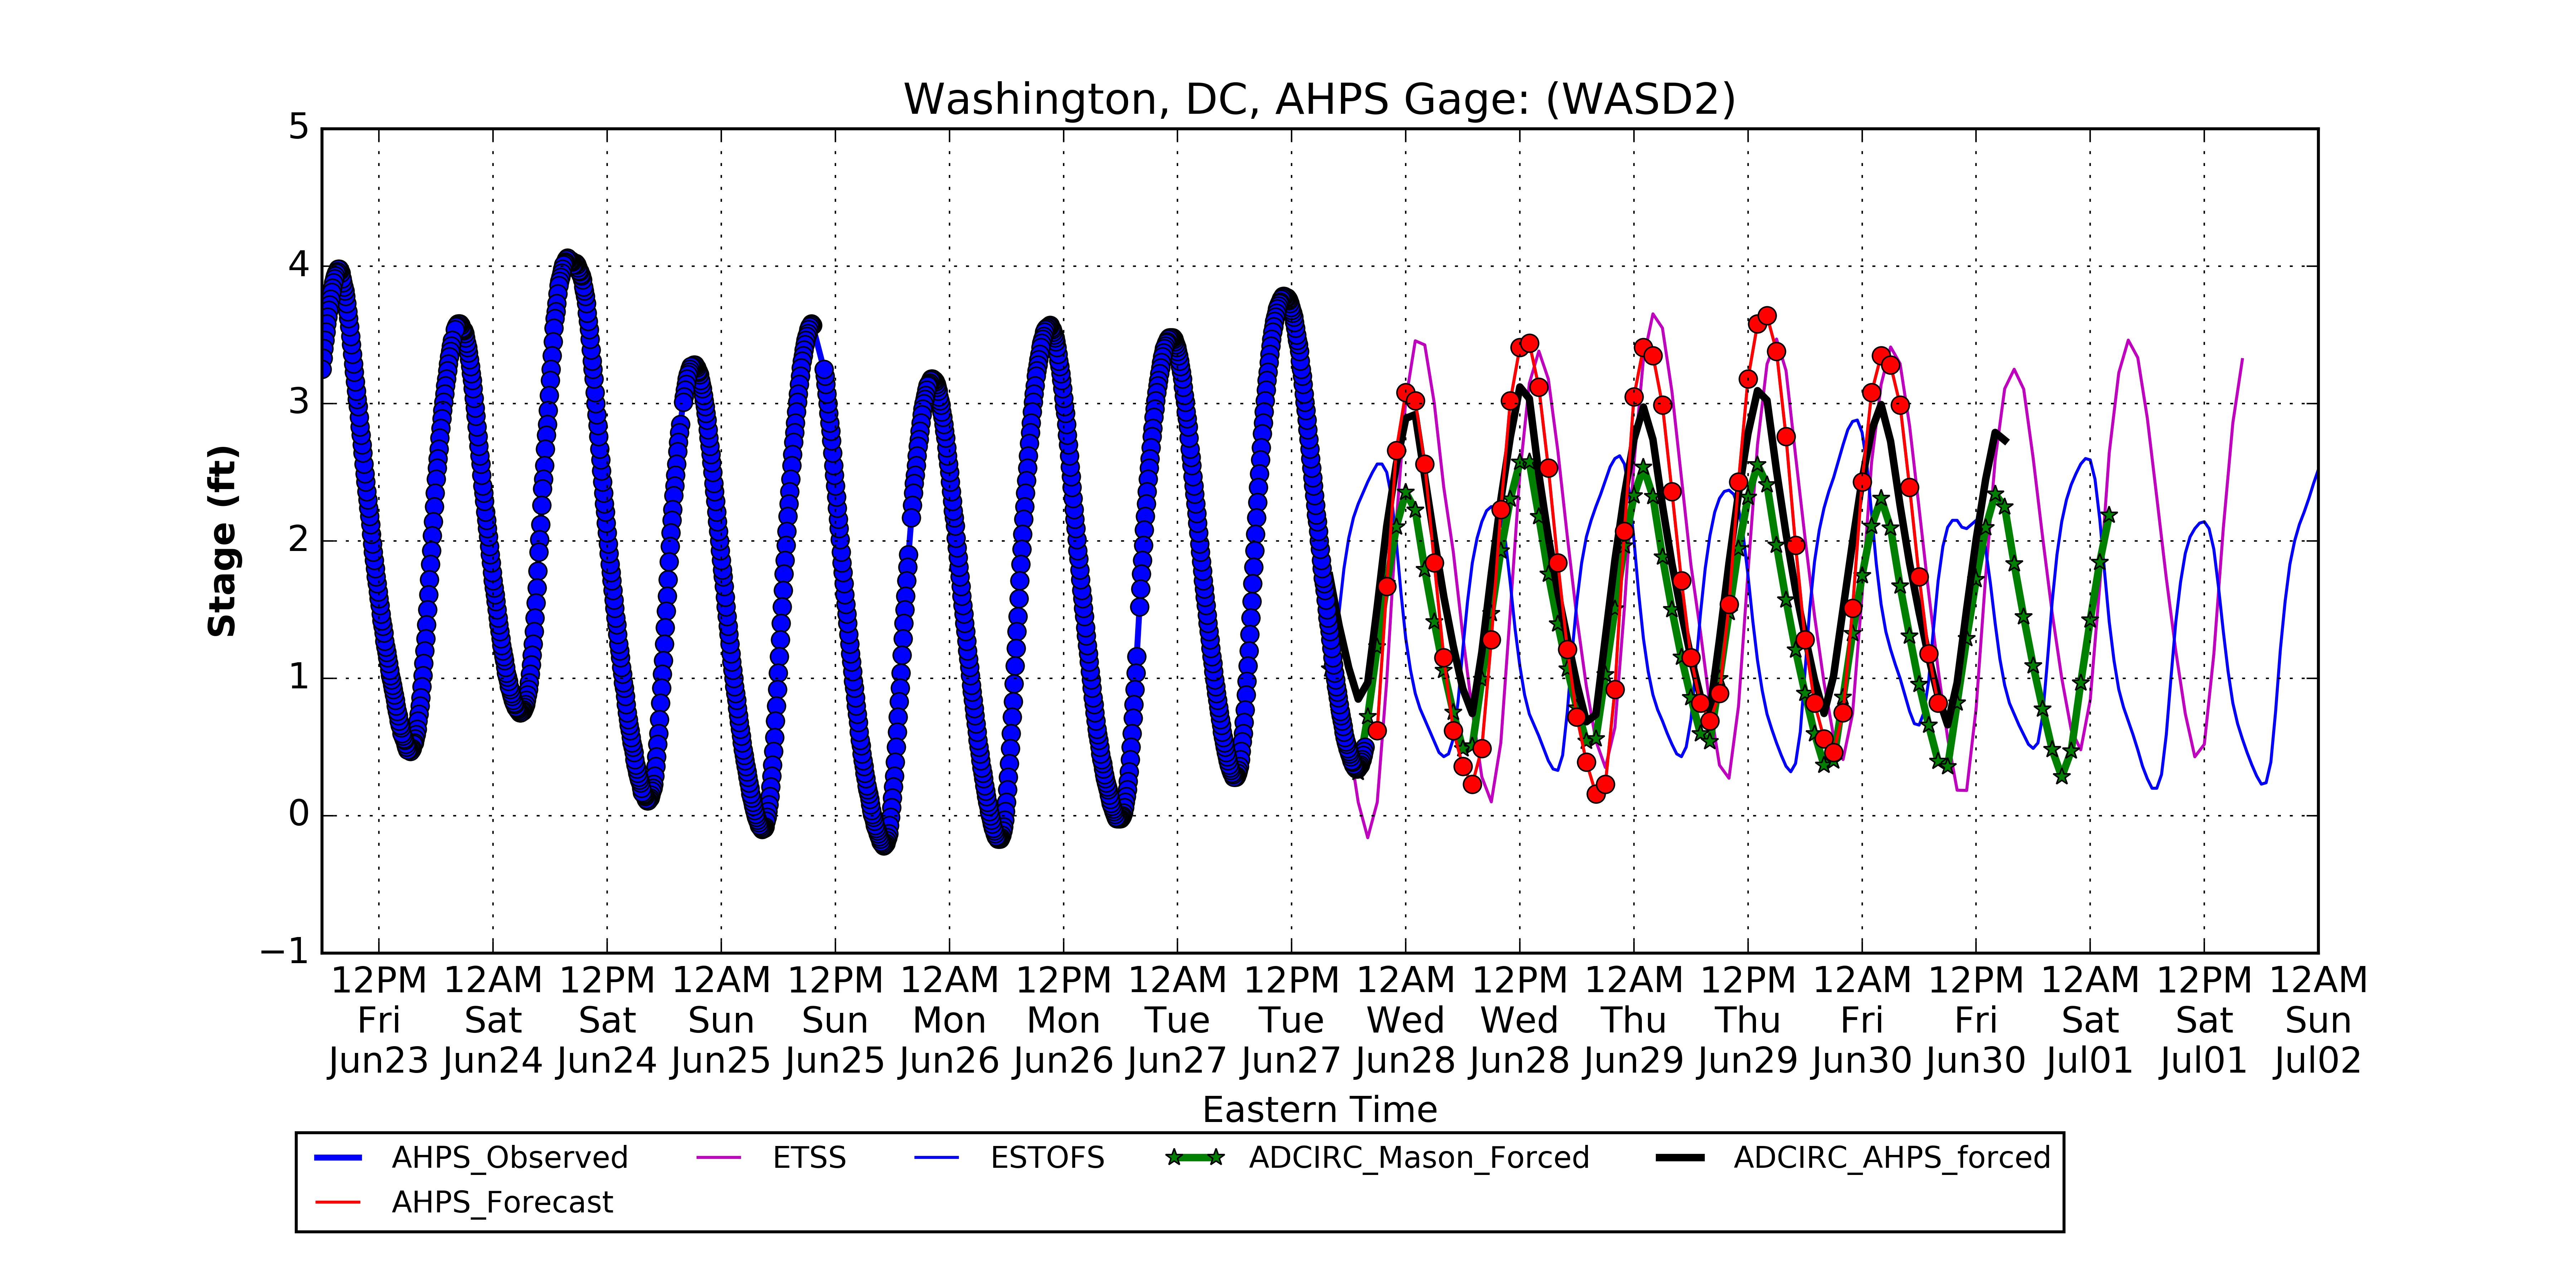 Washington, DC, AHPS Gage: (WASD2)
5
4
3
2
1
0
−1
Stage (ft)
12PM 12AM 12PM 12AM 12PM 12AM 12PM 12AM 12PM 12AM 12PM 12AM 12PM 12AM 12PM 12AM 12PM 12AM
Fri Sat Sat Sun Sun Mon Mon Tue Tue Wed Wed Thu Thu Fri Fri Sat Sat Sun
Jun23 Jun24 Jun24 Jun25 Jun25 Jun26 Jun26 Jun27 Jun27 Jun28 Jun28 Jun29 Jun29 Jun30 Jun30 Jul01 Jul01 Jul02
Eastern Time
AHPS_Observed ETSS ESTOFS ADCIRC_Mason_Forced ADCIRC_AHPS_forced
AHPS_Forecast